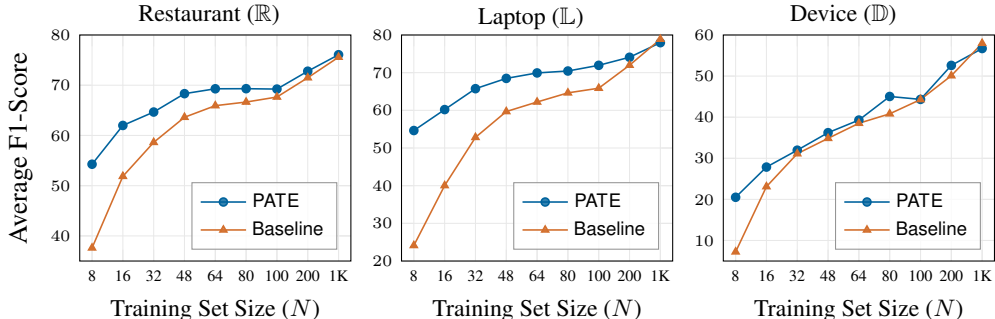 Restaurant (ℝ)
Laptop (𝕃)
Device (𝔻)
Average F1-Score
80
70
60
50
40
8 16 32 48 64 80 100 200 1K
Training Set Size (N)
PATE
Baseline
80
70
60
50
40
30
20
8 16 32 48 64 80 100 200 1K
Training Set Size (N)
PATE
Baseline
60
50
40
30
20
10
8 16 32 48 64 80 100 200 1K
Training Set Size (N)
PATE
Baseline